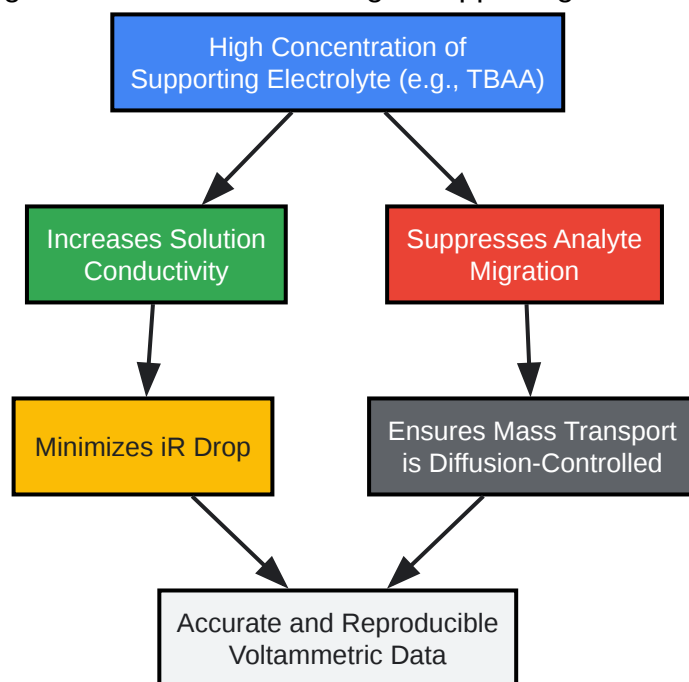 High Concentration of
Supporting Electrolyte (e.g., TBAA)
Increases Solution
Conductivity
Suppresses Analyte
Migration
Minimizes iR Drop
Ensures Mass Transport
is Diffusion-Controlled
Accurate and Reproducible
Voltammetric Data